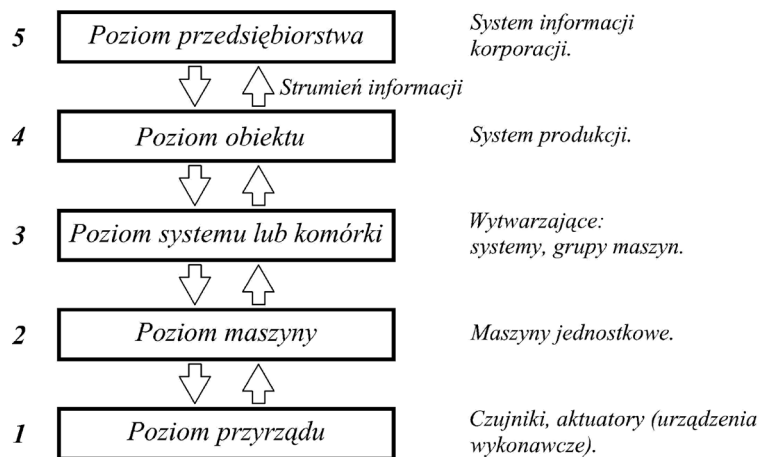 5 Poziom przedsiębiorstwa System informacji
korporacji.
Strumień informacji
4 Poziom obiektu System produkcji.
3 Poziom systemu lub komórki Wytwarzające:
systemy, grupy maszyn.
2 Poziom maszyny Maszyny jednostkowe.
1 Poziom przyrządu Czujniki, aktuatory (urządzenia
wykonawcze).